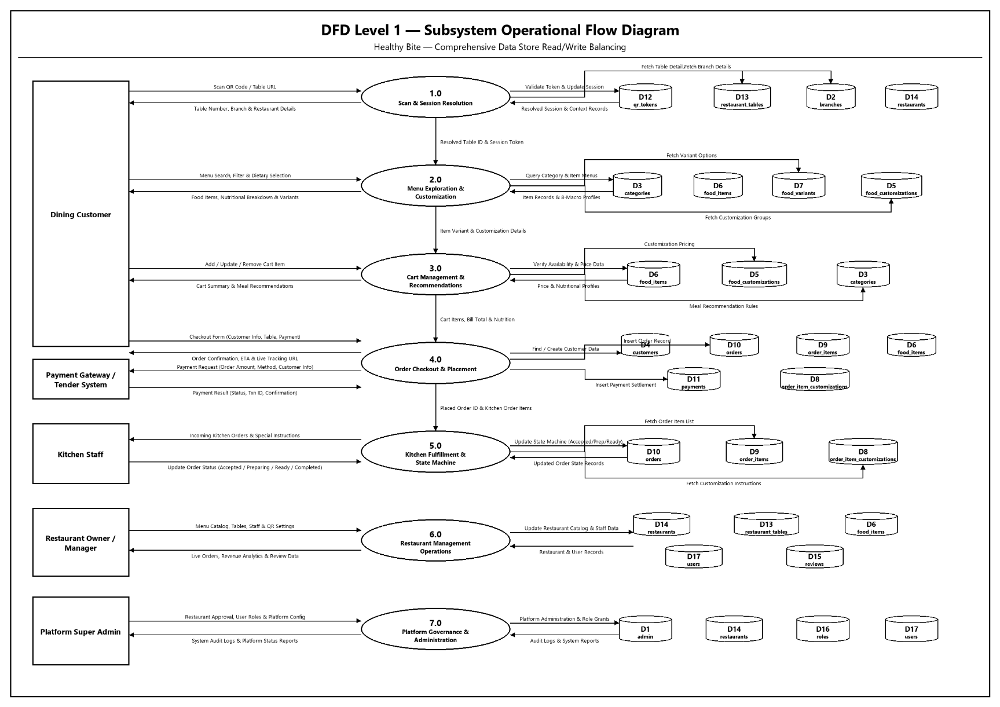 DFD Level 1 — Subsystem Operational Flow Diagram
Healthy Bite — Comprehensive Data Store Read/Write Balancing
Fetch Table Detail
Fetch Branch Details
Dining Customer
Scan QR Code / Table URL
Table Number, Branch & Restaurant Details
1.0
Scan & Session Resolution
Validate Token & Update Session
Resolved Session & Context Records
D12
qr_tokens
D13
restaurant_tables
D2
branches
D14
restaurants
Resolved Table ID & Session Token
Fetch Variant Options
Menu Search, Filter & Dietary Selection
Food Items, Nutritional Breakdown & Variants
2.0
Menu Exploration &
Customization
Query Category & Item Menus
Item Records & 8-Macro Profiles
D3
categories
D6
food_items
D7
food_variants
D5
food_customizations
Fetch Customization Groups
Item Variant & Customization Details
Customization Pricing
Add / Update / Remove Cart Item
Cart Summary & Meal Recommendations
3.0
Cart Management &
Recommendations
Verify Availability & Price Data
Price & Nutritional Profiles
D6
food_items
D5
food_customizations
D3
categories
Meal Recommendation Rules
Cart Items, Bill Total & Nutrition
Checkout Form (Customer Info, Table, Payment)
Order Confirmation, ETA & Live Tracking URL
Payment Gateway /
Tender System
Payment Request (Order Amount, Method, Customer Info)
Payment Result (Status, Txn ID, Confirmation)
4.0
Order Checkout & Placement
Find / Create Customer Data
Insert Order Record
D4
customers
D10
orders
D9
order_items
D6
food_items
Insert Payment Settlement
D11
payments
D8
order_item_customizations
Placed Order ID & Kitchen Order Items
Fetch Order Item List
Kitchen Staff
Incoming Kitchen Orders & Special Instructions
Update Order Status (Accepted / Preparing / Ready / Completed)
5.0
Kitchen Fulfillment &
State Machine
Update State Machine (Accepted/Prep/Ready)
Updated Order State Records
D10
orders
D9
order_items
D8
order_item_customizations
Fetch Customization Instructions
Restaurant Owner /
Manager
Menu Catalog, Tables, Staff & QR Settings
Live Orders, Revenue Analytics & Review Data
6.0
Restaurant Management
Operations
Update Restaurant Catalog & Staff Data
Restaurant & User Records
D14
restaurants
D13
restaurant_tables
D6
food_items
D17
users
D15
reviews
Platform Super Admin
Restaurant Approval, User Roles & Platform Config
System Audit Logs & Platform Status Reports
7.0
Platform Governance &
Administration
Platform Administration & Role Grants
Audit Logs & System Reports
D1
admin
D14
restaurants
D16
roles
D17
users